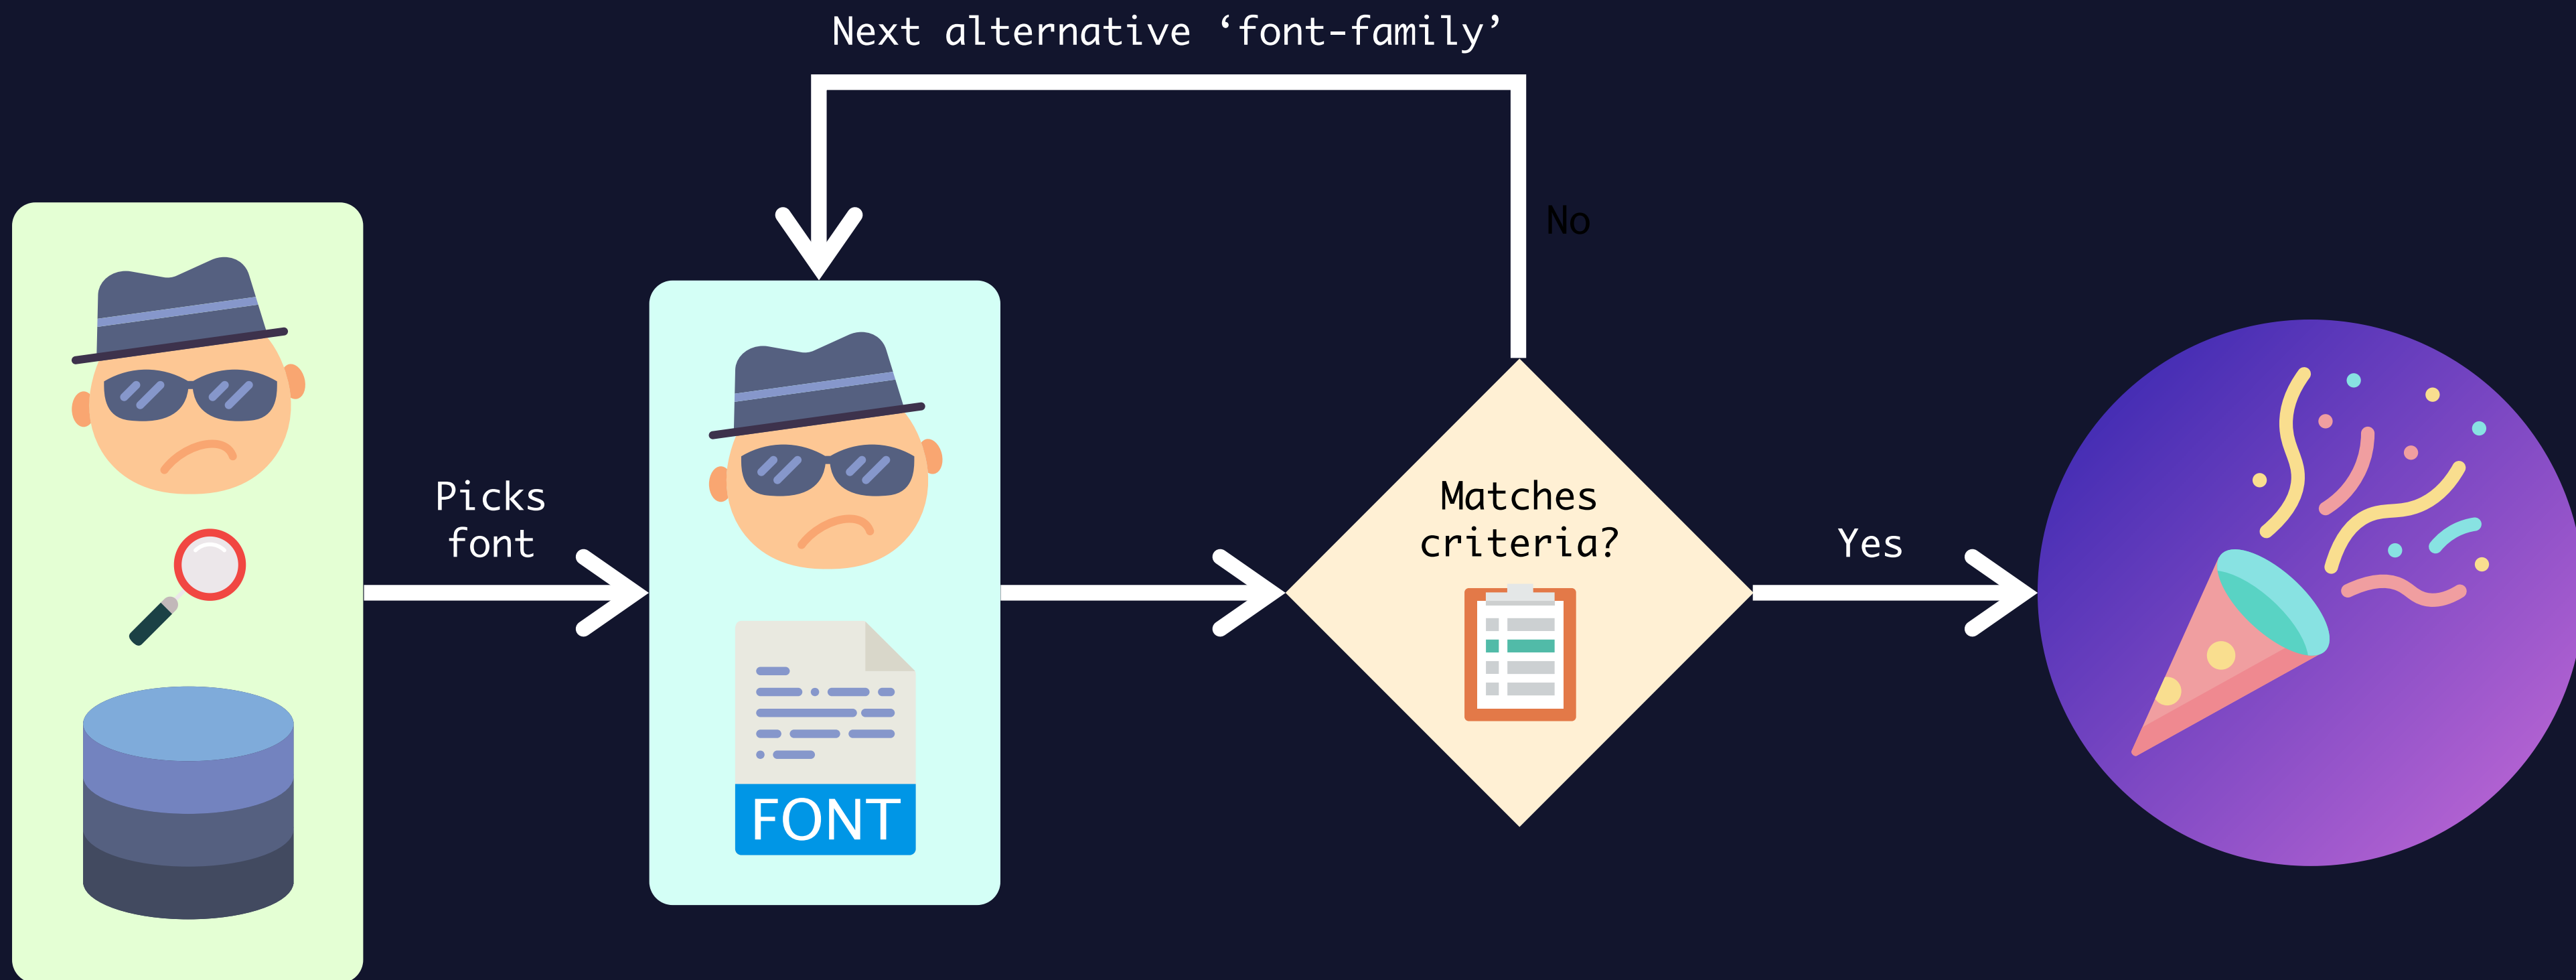 Next alternative ‘font-family’
No
Picks
font
Matches
criteria?
Yes
FONT